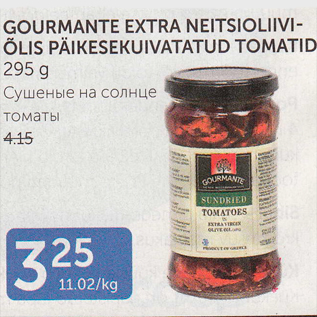 GOURMANTE EXTRA NEITSIOLIIVI-
ÕLIS PÄIKESEKUIVATATUD TOMATID
295 g
Сушеные на солнце
томаты
4.15
GOURMANTE
SUNDRIED
TOMATOES
IN
EXTRA VIRGIN
OLIVE OIL
PRODUCT OF GREECE
3 25
11.02/kg